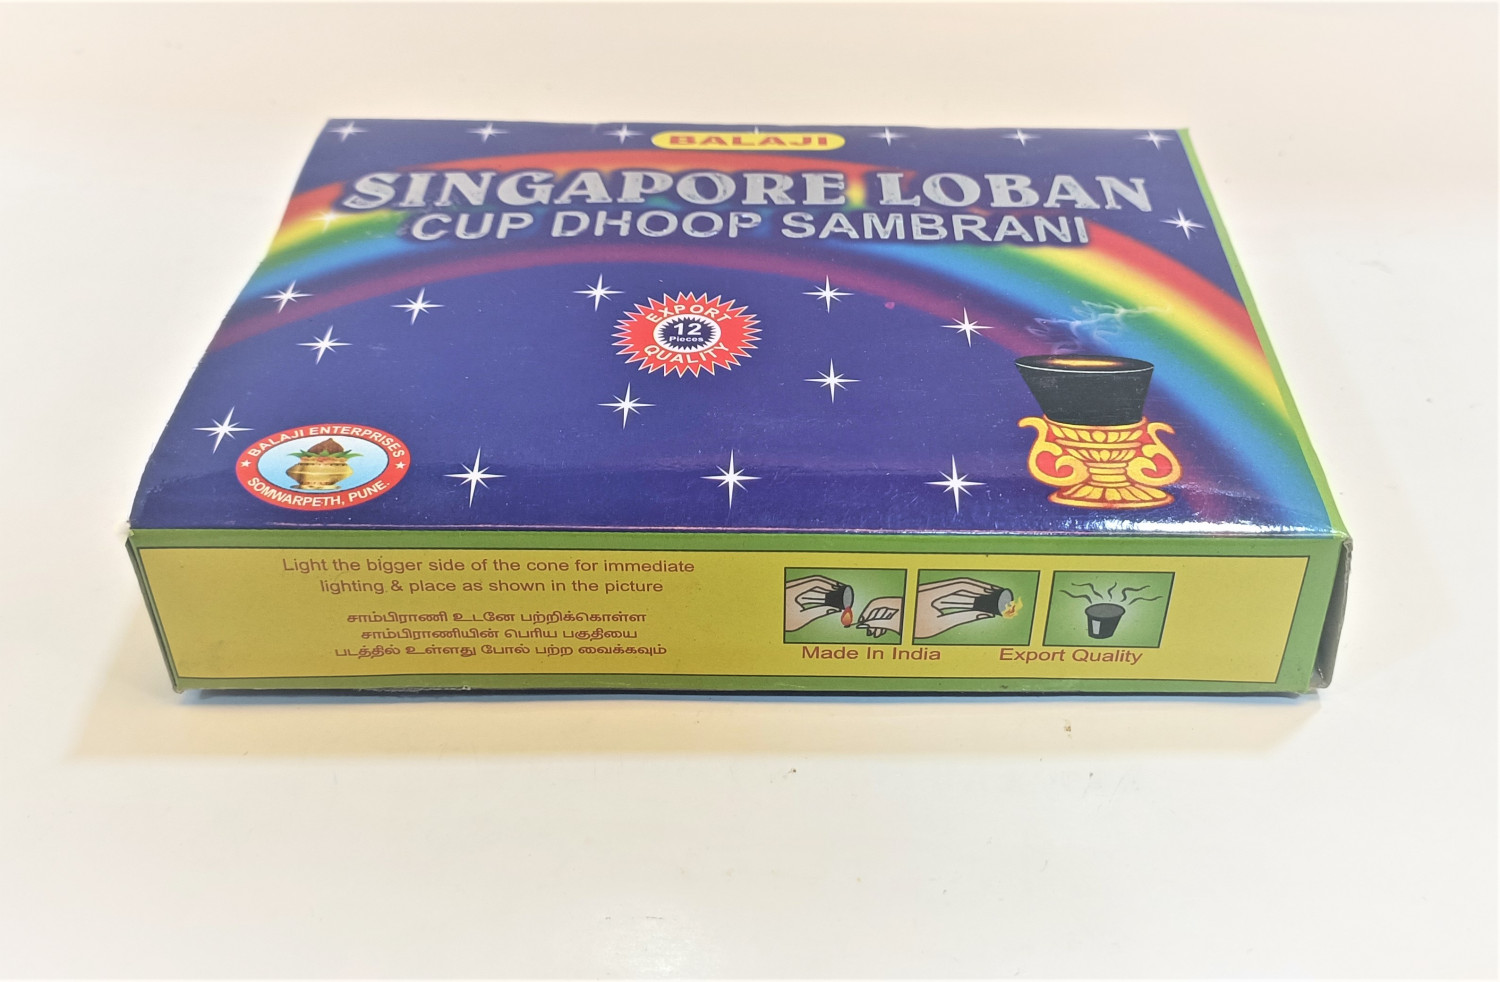 BALAJI
SINGAPORE LOBAN
CUP DHOOP SAMBRANI
EXPORT
12
Pieces
QUALITY
BALAJI ENTERPRISES
SOMWARPETH, PUNE.
Light the bigger side of the cone for immediate
lighting & place as shown in the picture
சாம்பிராணி உடனே பற்றிக்கொள்ள
சாம்பிராணியின் பெரிய பகுதியை
படத்தில் உள்ளது போல் பற்ற வைக்கவும்
Made In India
Export Quality